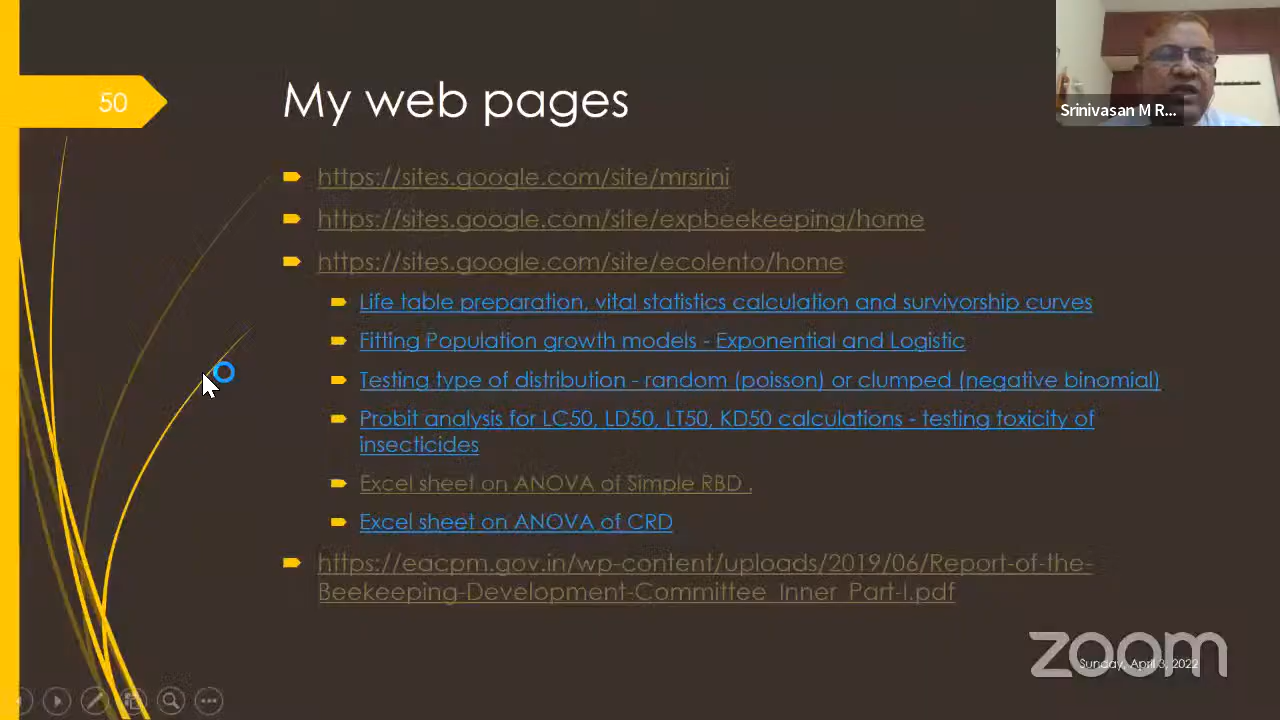 50
My web pages
Srinivasan M R...
https://sites.google.com/site/mrsrini
https://sites.google.com/site/expbeekeeping/home
https://sites.google.com/site/ecolento/home
Life table preparation, vital statistics calculation and survivorship curves
Fitting Population growth models - Exponential and Logistic
Testing type of distribution - random (poisson) or clumped (negative binomial)
Probit analysis for LC50, LD50, LT50, KD50 calculations - testing toxicity of
insecticides
Excel sheet on ANOVA of Simple RBD .
Excel sheet on ANOVA of CRD
https://eacpm.gov.in/wp-content/uploads/2019/06/Report-of-the-
Beekeeping-Development-Committee_Inner_Part-I.pdf
zoom
Sunday, April 3, 2022